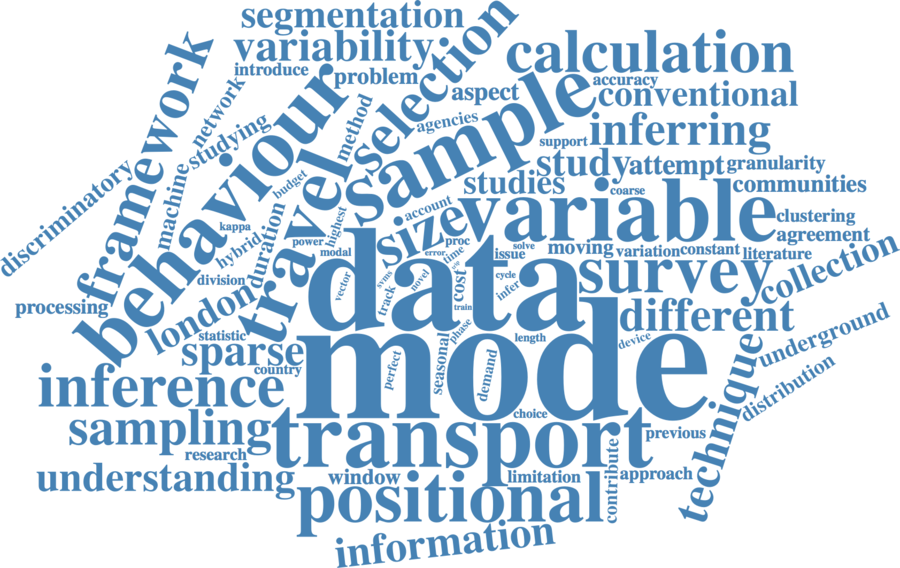 segmentation
variability
introduce
problem
selection
calculation
framework
network
behaviour
method
aspect
Sample
accuracy
conventional
studying
agencies
support
inferring
discriminatory
machine
budget
travel
study
attempt
granularity
studies
coarse
communities
kappa
hybrid
duration
highest
account
size
variable
clustering
agreement
power
modal
proc
time
error
issue
solve
moving
variation
constant
literature
division
data
vector
svms
track
novel
cost
cycle
infer
survey
collection
processing
london
train
different
statistic
phase
length
device
underground
sparse
country
mode
perfect
seasonal
demand
technique
distribution
inference
choice
sampling
transport
previous
research
understanding
window
limitation
contribute
approach
positional
information